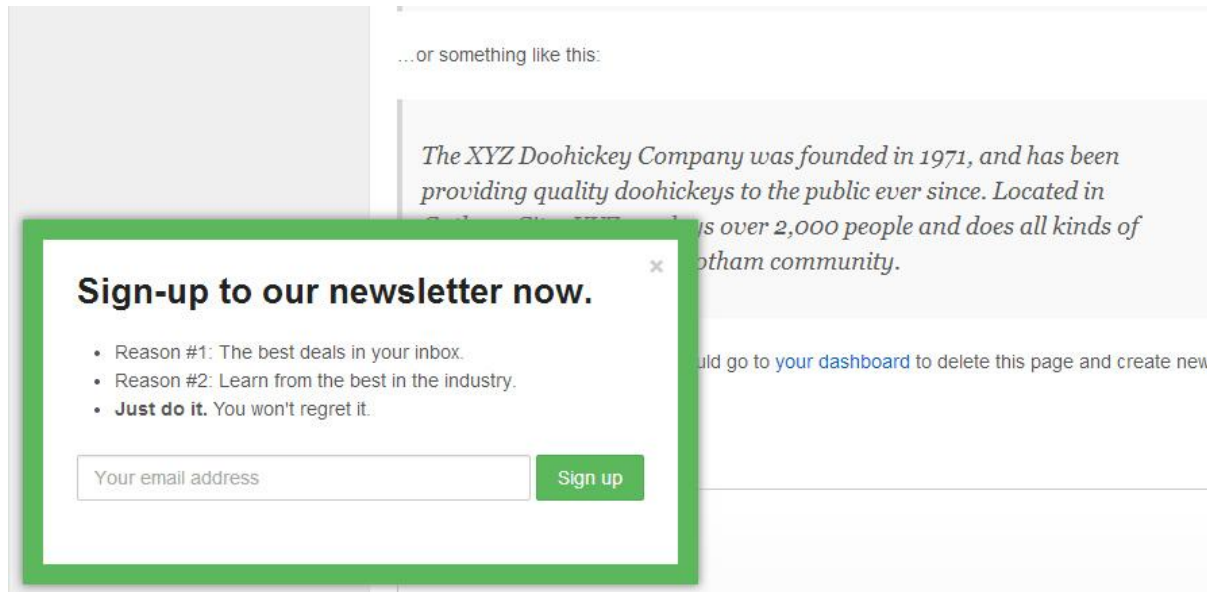 …or something like this:
The XYZ Doohickey Company was founded in 1971, and has been
providing quality doohickeys to the public ever since. Located in
over 2,000 people and does all kinds of
community.
Sign-up to our newsletter now.
×
• Reason #1: The best deals in your inbox.
• Reason #2: Learn from the best in the industry.
• Just do it. You won't regret it.
go to your dashboard to delete this page and create new
Your email address
Sign up